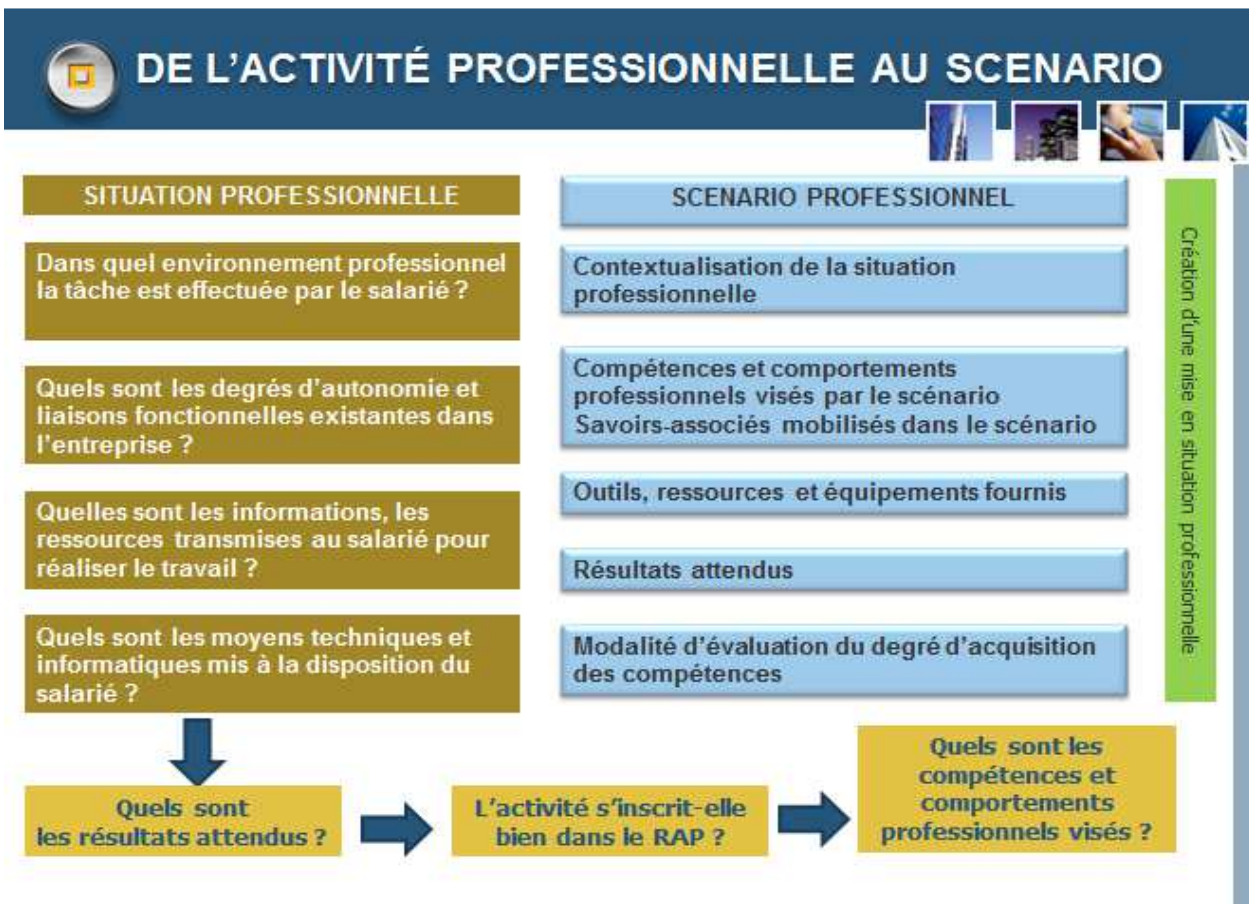 DE L'ACTIVITÉ PROFESSIONNELLE AU SCENARIO
SITUATION PROFESSIONNELLE
Dans quel environnement professionnel
la tâche est effectuée par le salarié ?
Quels sont les degrés d'autonomie et
liaisons fonctionnelles existantes dans
l'entreprise ?
Quelles sont les informations, les
ressources transmises au salarié pour
réaliser le travail ?
Quels sont les moyens techniques et
informatiques mis à la disposition du
salarié ?
SCENARIO PROFESSIONNEL
Contextualisation de la situation
professionnelle
Compétences et comportements
professionnels visés par le scénario
Savoirs-associés mobilisés dans le scénario
Outils, ressources et équipements fournis
Résultats attendus
Modalité d'évaluation du degré d'acquisition
des compétences
Création d'une mise en situation professionnelle
Quels sont
les résultats attendus ?
L'activité s'inscrit-elle
bien dans le RAP ?
Quels sont les
compétences et
comportements
professionnels visés ?